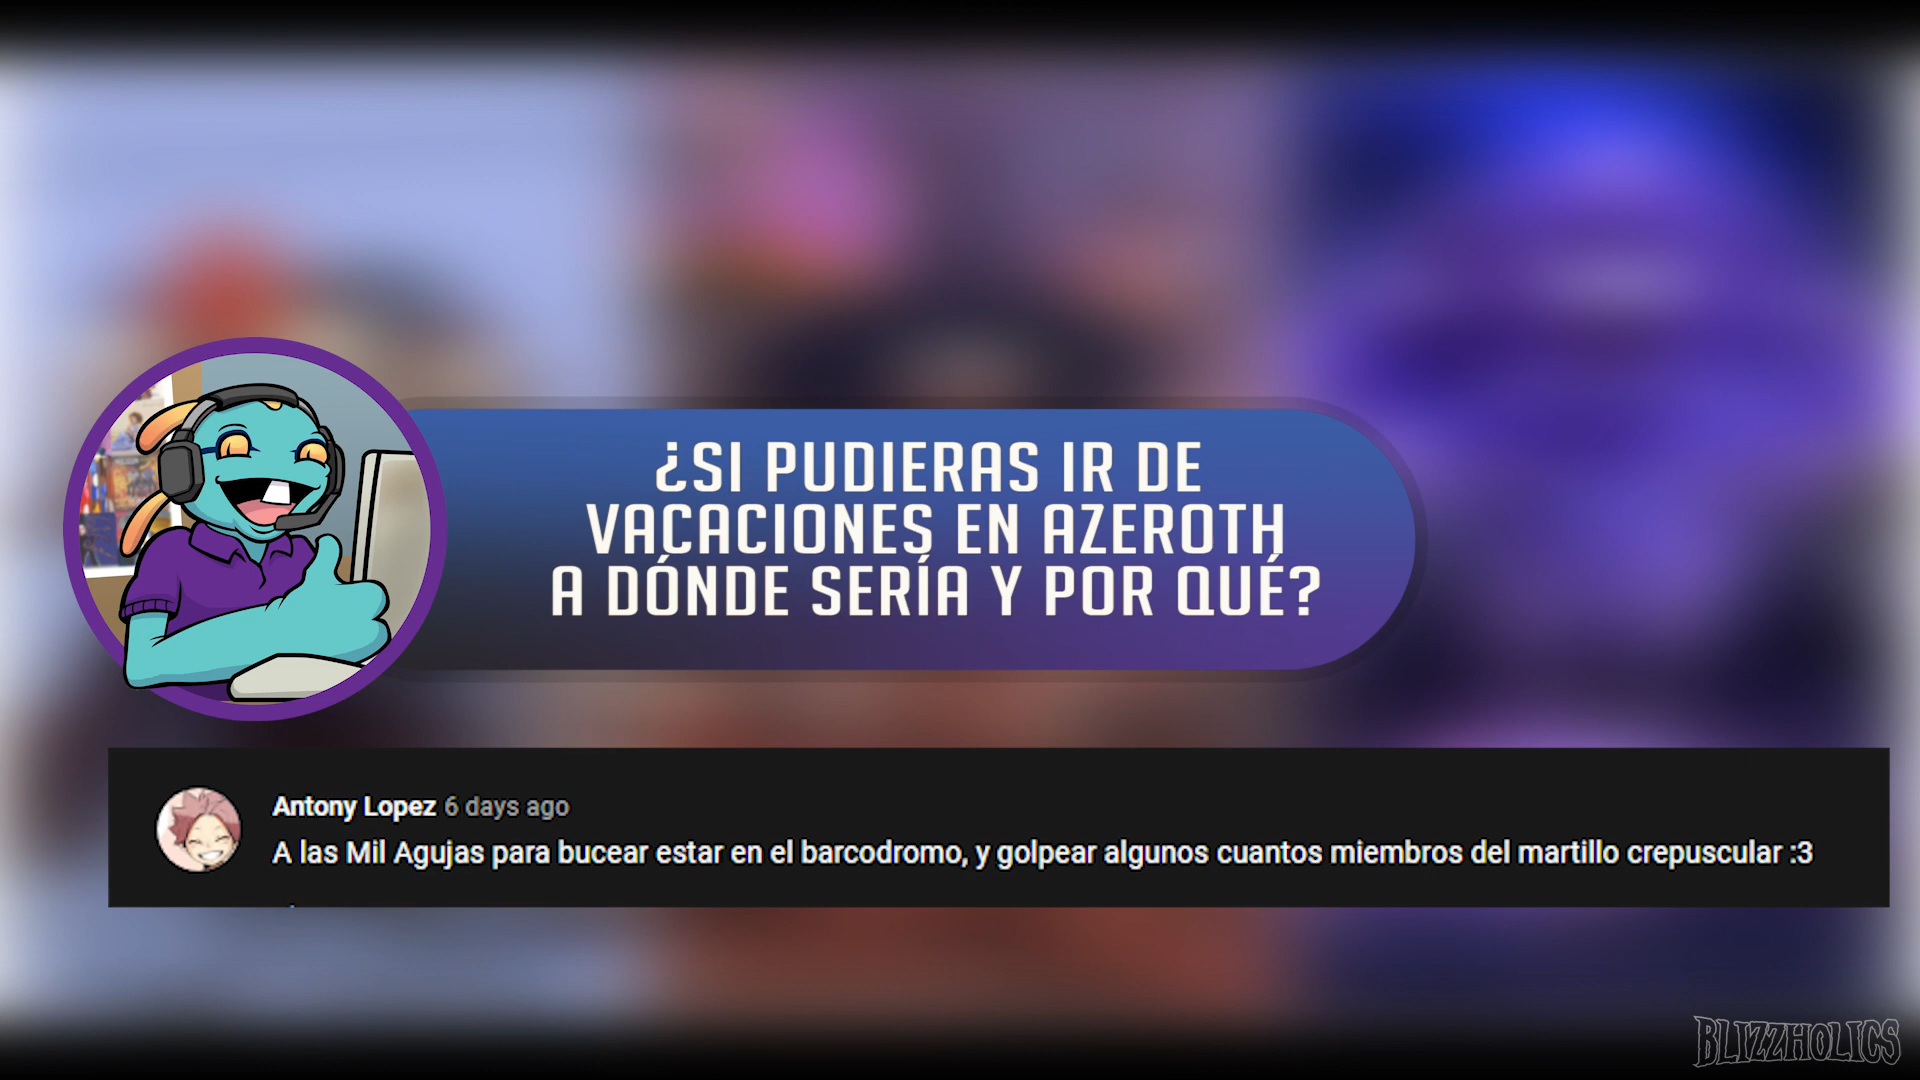 ¿SI PUDIERAS IR DE
VACACIONES EN AZEROTH
A DÓNDE SERÍA Y POR QUÉ?
Antony Lopez 6 days ago
A las Mil Agujas para bucear estar en el barcodromo, y golpear algunos cuantos miembros del martillo crepuscular :3
BLIZZHOLICS